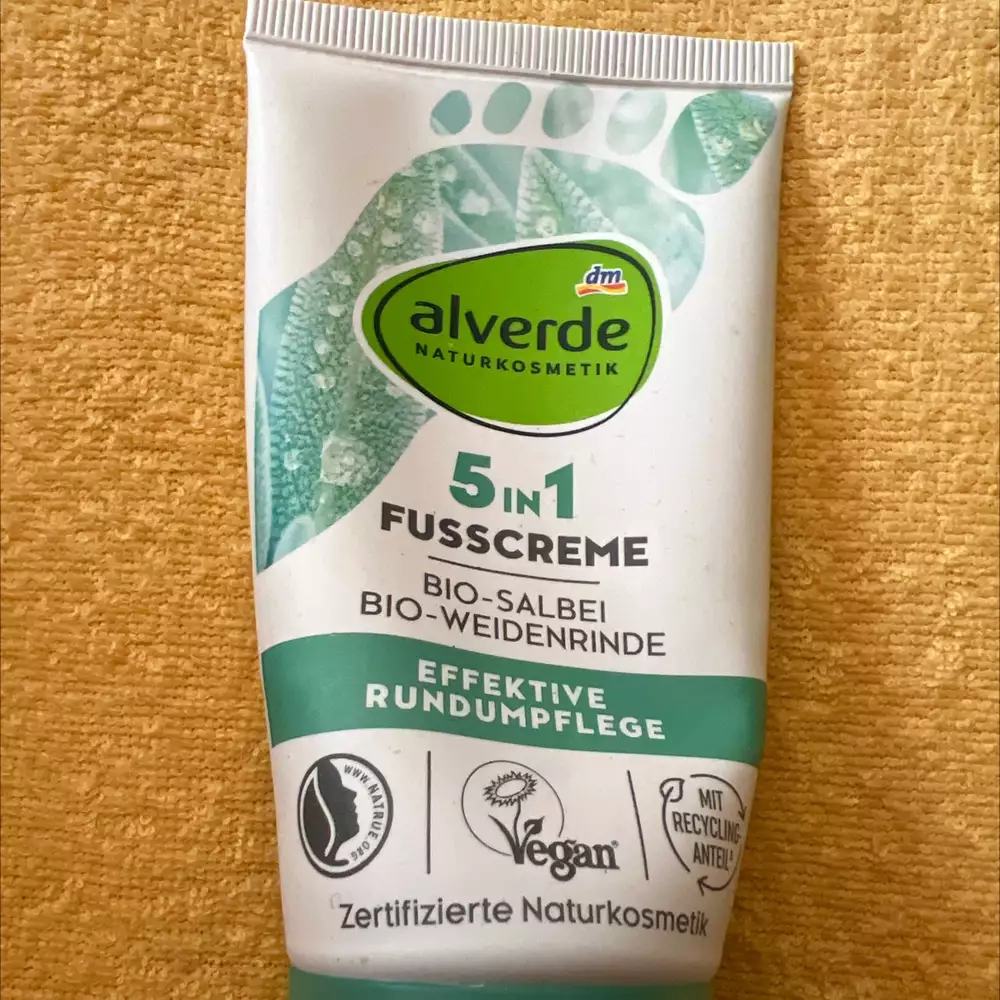 dm
alverde
NATURKOSMETIK
5 IN 1
FUSSCREME
BIO-SALBEI
BIO-WEIDENRINDE
EFFEKTIVE
RUNDUMPFLEGE
WWW.NATRUE.ORG
Vegan
MIT
RECYCLING-
ANTEIL
Zertifizierte Naturkosmetik